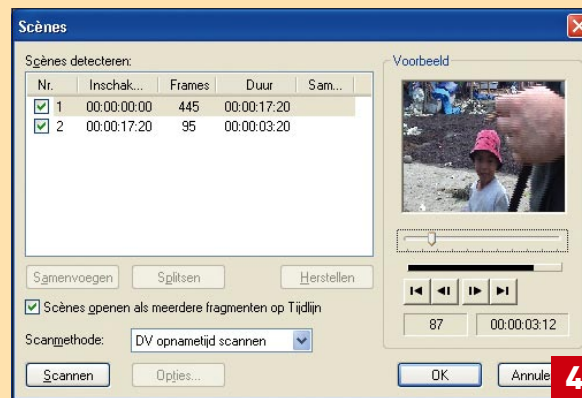 Scènes
Scènes detecteren:
Nr. Inschak... Frames Duur Sam...
1 00:00:00:00 445 00:00:17:20
2 00:00:17:20 95 00:00:03:20
Samenvoegen Splitsen Herstellen
Scènes openen als meerdere fragmenten op Tijdlijn
Scanmethode: DV opnametijd scannen
Scannen Opties...
Voorbeeld
87 00:00:03:12
OK Annule
4